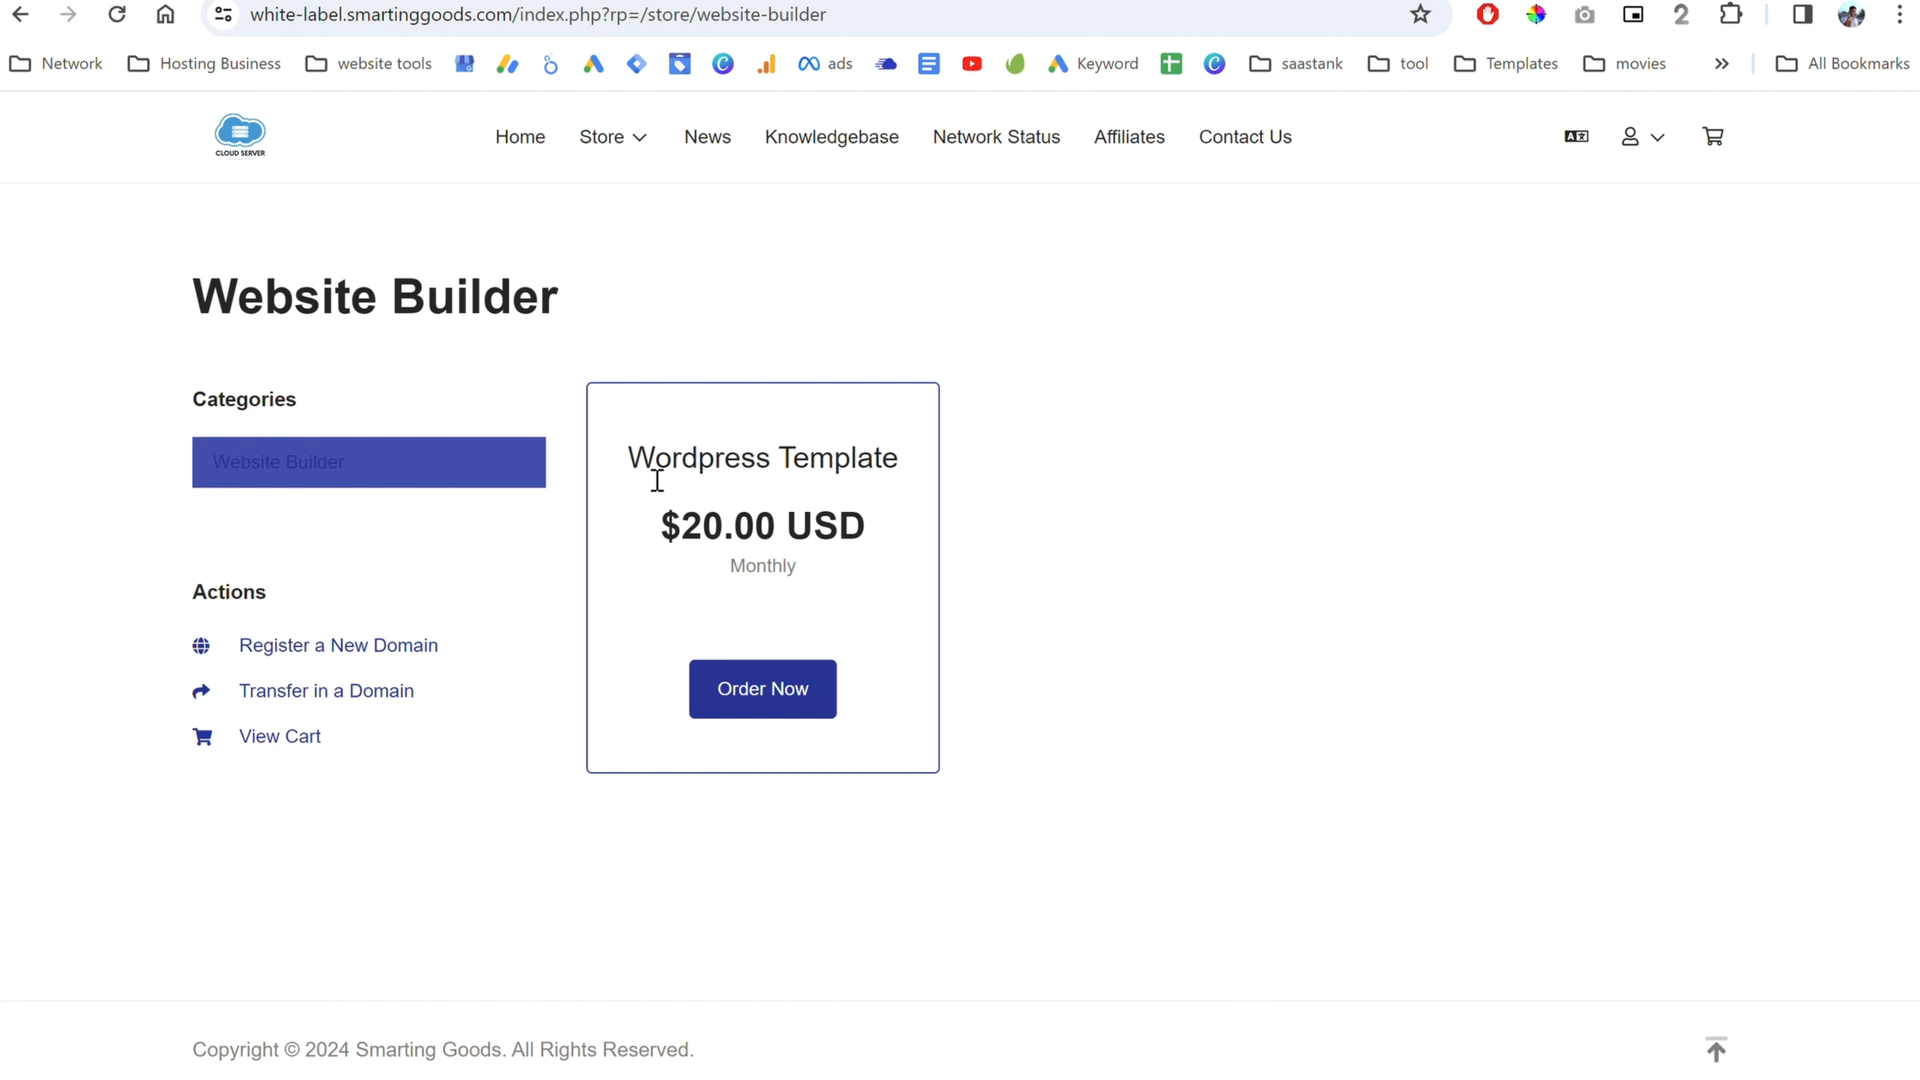 white-label.smartinggoods.com/index.php?rp=/store/website-builder
Network Hosting Business website tools ads Keyword saastank tool Templates movies All Bookmarks
CLOUD SERVER
Home Store News Knowledgebase Network Status Affiliates Contact Us
Website Builder
Categories
Website Builder
Wordpress Template
$20.00 USD
Monthly
Order Now
Actions
Register a New Domain
Transfer in a Domain
View Cart
Copyright © 2024 Smarting Goods. All Rights Reserved.